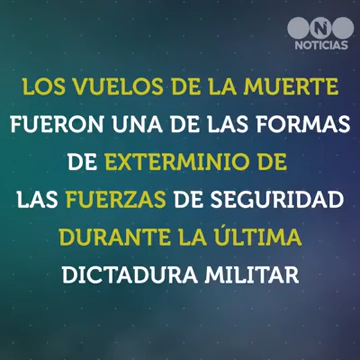 N
NOTICIAS
LOS VUELOS DE LA MUERTE
FUERON UNA DE LAS FORMAS
DE EXTERMINIO DE
LAS FUERZAS DE SEGURIDAD
DURANTE LA ÚLTIMA
DICTADURA MILITAR